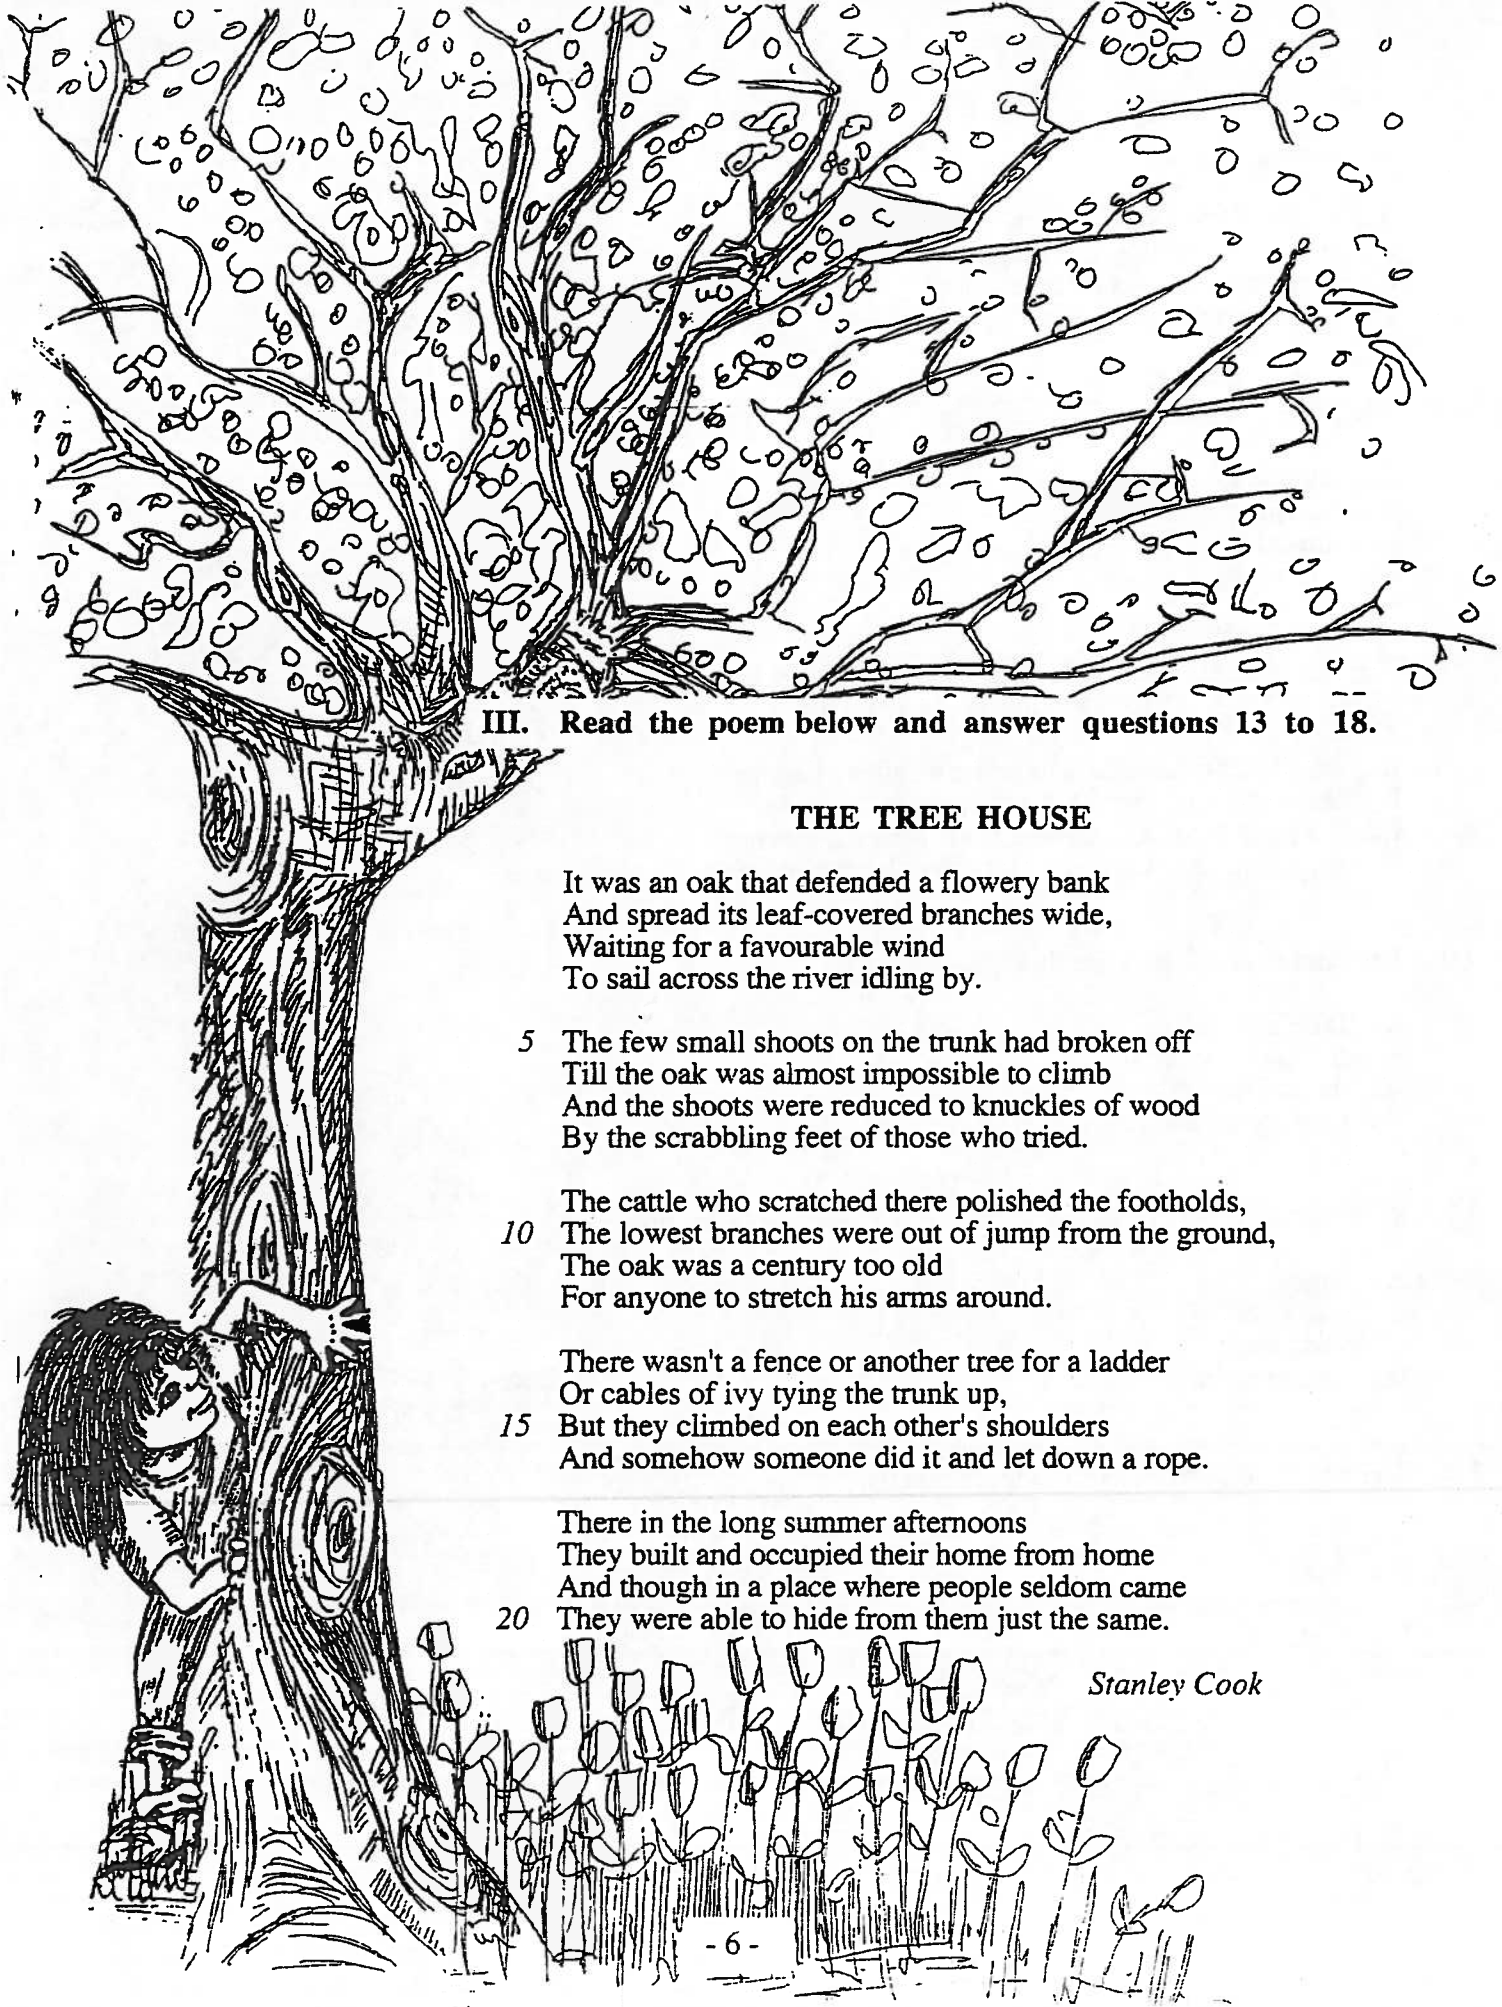 III. Read the poem below and answer questions 13 to 18.
THE TREE HOUSE
It was an oak that defended a flowery bank
And spread its leaf-covered branches wide,
Waiting for a favourable wind
To sail across the river idling by.
5 The few small shoots on the trunk had broken off
Till the oak was almost impossible to climb
And the shoots were reduced to knuckles of wood
By the scrabbling feet of those who tried.
The cattle who scratched there polished the footholds,
10 The lowest branches were out of jump from the ground,
The oak was a century too old
For anyone to stretch his arms around.
There wasn't a fence or another tree for a ladder
Or cables of ivy tying the trunk up,
15 But they climbed on each other's shoulders
And somehow someone did it and let down a rope.
There in the long summer afternoons
They built and occupied their home from home
And though in a place where people seldom came
20 They were able to hide from them just the same.
Stanley Cook
- 6 -